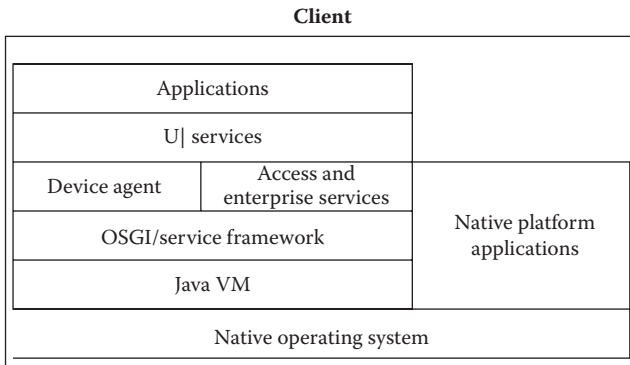 Client
Applications
U| services
Device agent
Access and
enterprise services
OSGI/service framework
Native platform
applications
Java VM
Native operating system